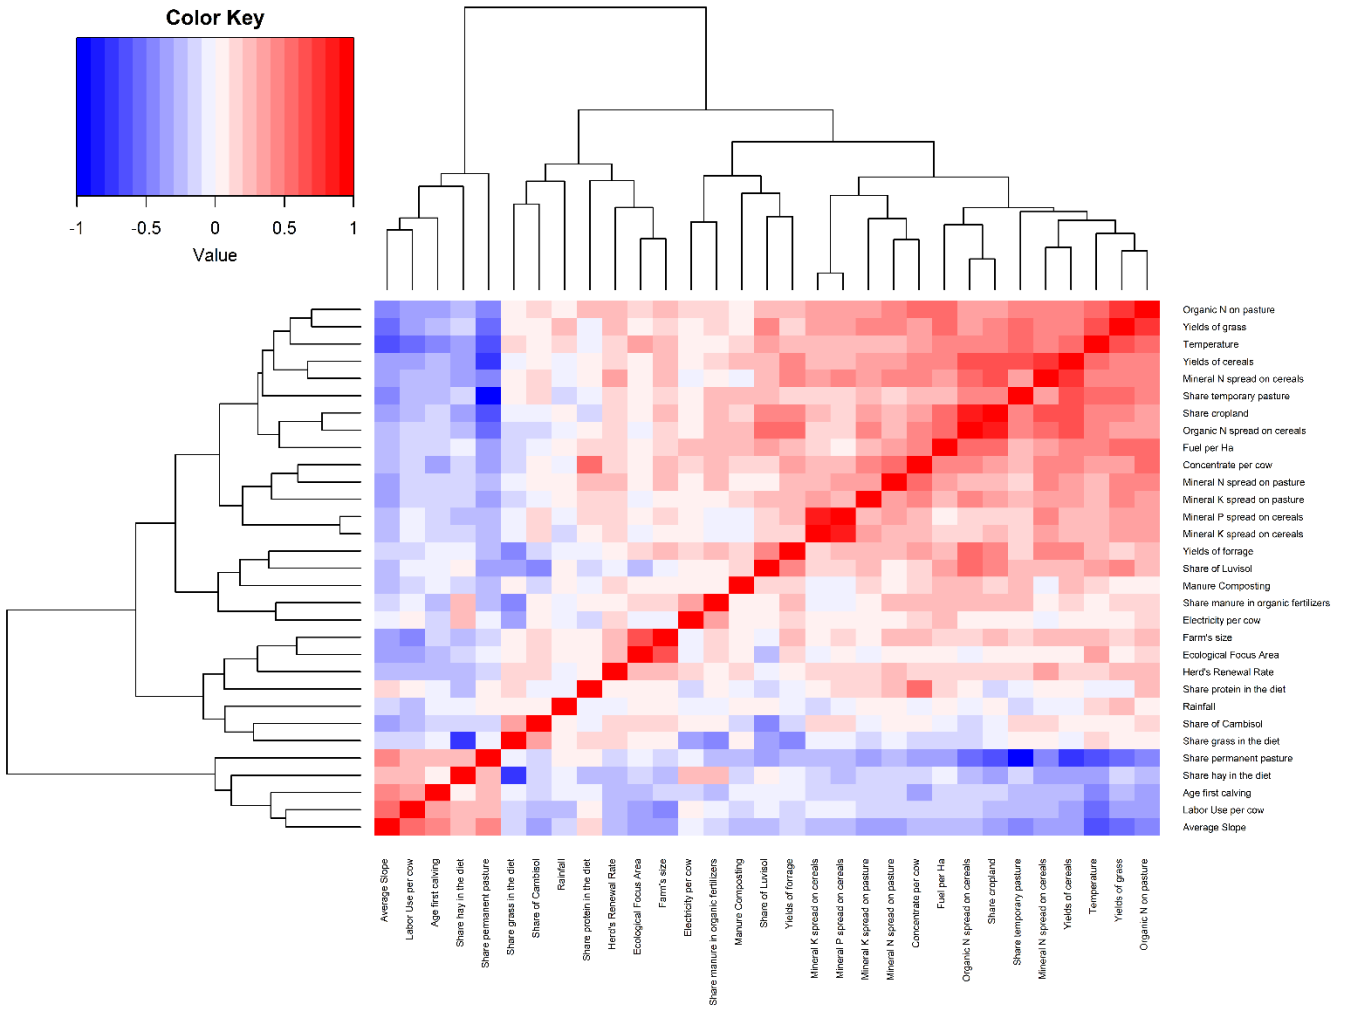 Color Key
-1
-0.5
0
0.5
1
Value
Organic N on pasture
Yields of grass
Temperature
Yields of cereals
Mineral N spread on cereals
Share temporary pasture
Share cropland
Organic N spread on cereals
Fuel per Ha
Concentrate per cow
Mineral N spread on pasture
Mineral K spread on pasture
Mineral P spread on cereals
Mineral K spread on cereals
Yields of forrage
Share of Luvisol
Manure Composting
Share manure in organic fertilizers
Electricity per cow
Farm's size
Ecological Focus Area
Herd's Renewal Rate
Share protein in the diet
Rainfall
Share of Cambisol
Share grass in the diet
Share permanent pasture
Share hay in the diet
Age first calving
Labor Use per cow
Average Slope
Average Slope
Labor Use per cow
Age first calving
Share hay in the diet
Share permanent pasture
Share grass in the diet
Share of Cambisol
Rainfall
Share protein in the diet
Herd's Renewal Rate
Ecological Focus Area
Farm's size
Electricity per cow
Share manure in organic fertilizers
Manure Composting
Share of Luvisol
Yields of forrage
Mineral K spread on cereals
Mineral P spread on cereals
Mineral K spread on pasture
Mineral N spread on pasture
Concentrate per cow
Fuel per Ha
Organic N spread on cereals
Share cropland
Share temporary pasture
Mineral N spread on cereals
Yields of cereals
Temperature
Yields of grass
Organic N on pasture